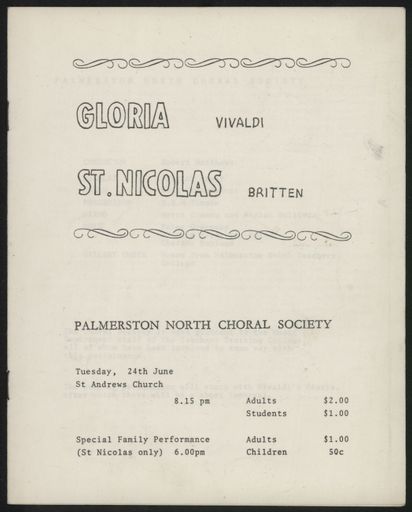 GLORIA VIVALDI
ST. NICOLAS BRITTEN
PALMERSTON NORTH CHORAL SOCIETY
Tuesday, 24th June
St Andrews Church
8.15 pm Adults $2.00
Students $1.00
Special Family Performance Adults $1.00
(St Nicolas only) 6.00pm Children 50c